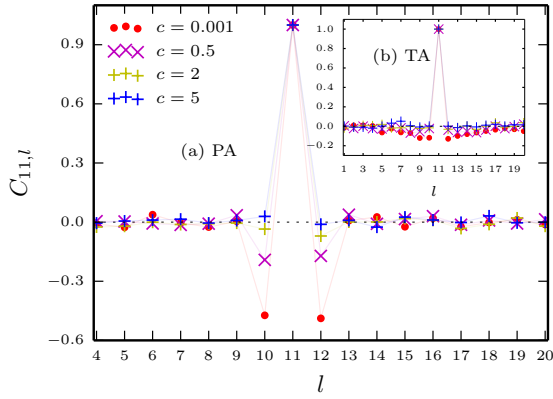 c = 0.001
c = 0.5
c = 2
c = 5
(a) PA
C₁₁,ₗ
0.9
0.6
0.3
0.0
−0.3
−0.6
4 5 6 7 8 9 10 11 12 13 14 15 16 17 18 19 20
l
(b) TA
1.0
0.8
0.6
0.4
0.2
0.0
−0.2
1 3 5 7 9 11 13 15 17 19
l